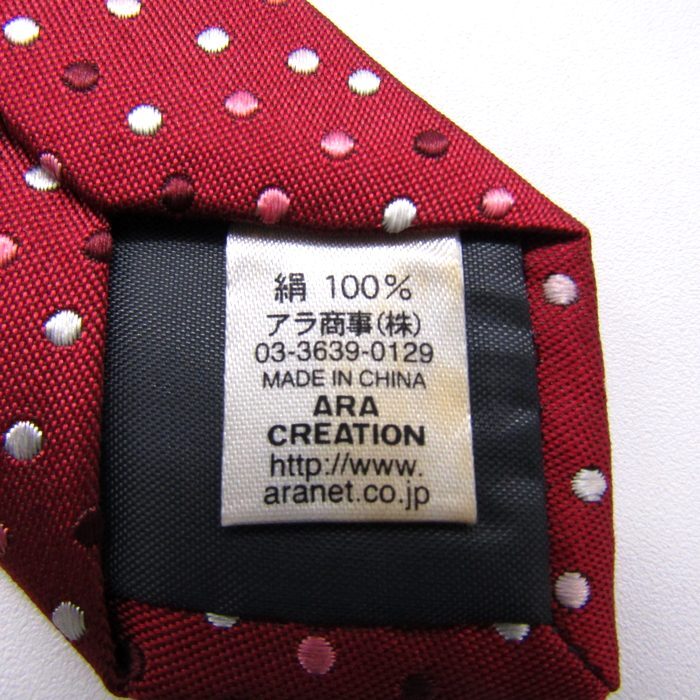 絹 100%
アラ商事(株)
03-3639-0129
MADE IN CHINA
ARA
CREATION
http://www.
aranet.co.jp